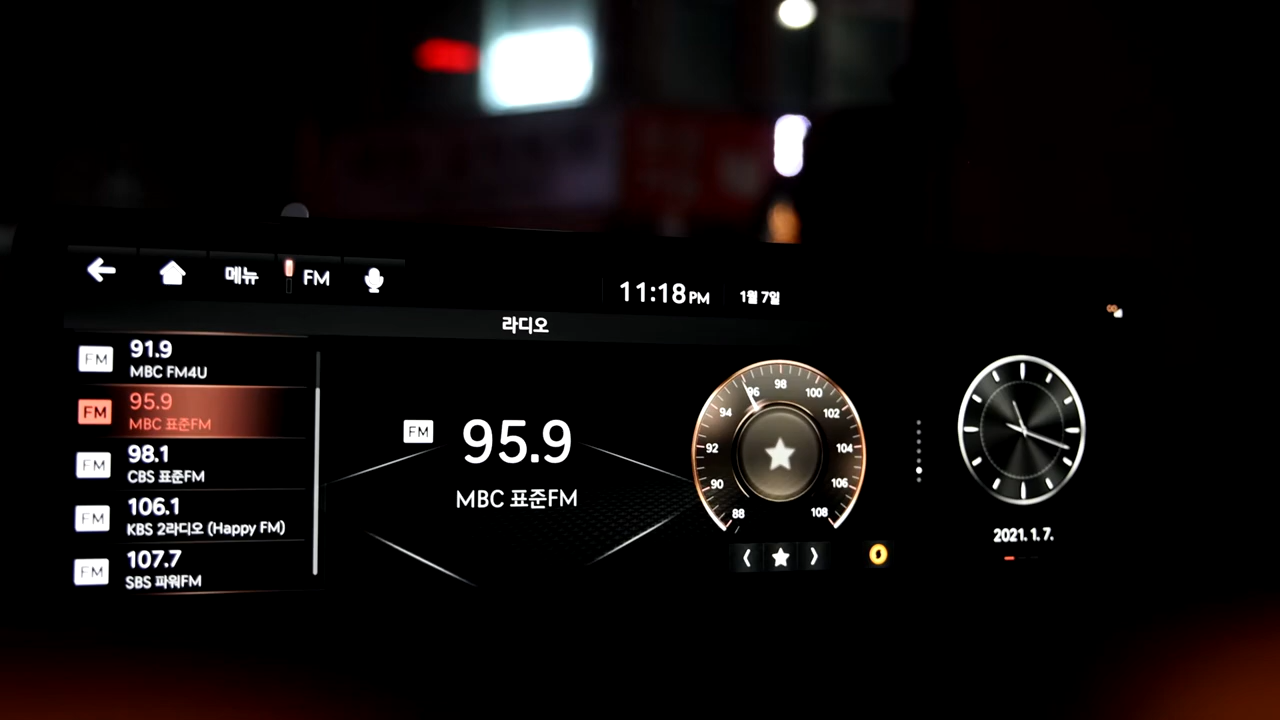 메뉴
FM
11:18 PM
1월 7일
라디오
FM 91.9
MBC FM4U
FM 95.9
MBC 표준FM
FM 98.1
CBS 표준FM
FM 106.1
KBS 2라디오 (Happy FM)
FM 107.7
SBS 파워FM
FM 95.9
MBC 표준FM
88 90 92 94 96 98 100 102 104 106 108
2021. 1. 7.